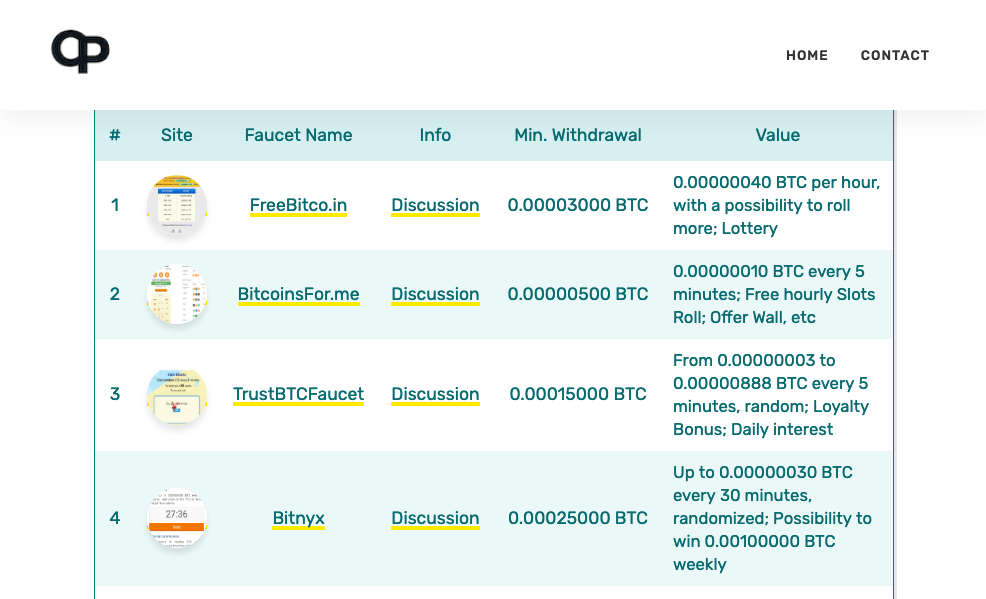 OP
HOME CONTACT
# Site Faucet Name Info Min. Withdrawal Value
1 FreeBitco.in Discussion 0.00003000 BTC 0.00000040 BTC per hour,
with a possibility to roll
more; Lottery
2 BitcoinsFor.me Discussion 0.00000500 BTC 0.00000010 BTC every 5
minutes; Free hourly Slots
Roll; Offer Wall, etc
3 TrustBTCFaucet Discussion 0.00015000 BTC From 0.00000003 to
0.00000888 BTC every 5
minutes, random; Loyalty
Bonus; Daily interest
27:36
4 Bitnyx Discussion 0.00025000 BTC Up to 0.00000030 BTC
every 30 minutes,
randomized; Possibility to
win 0.00100000 BTC
weekly